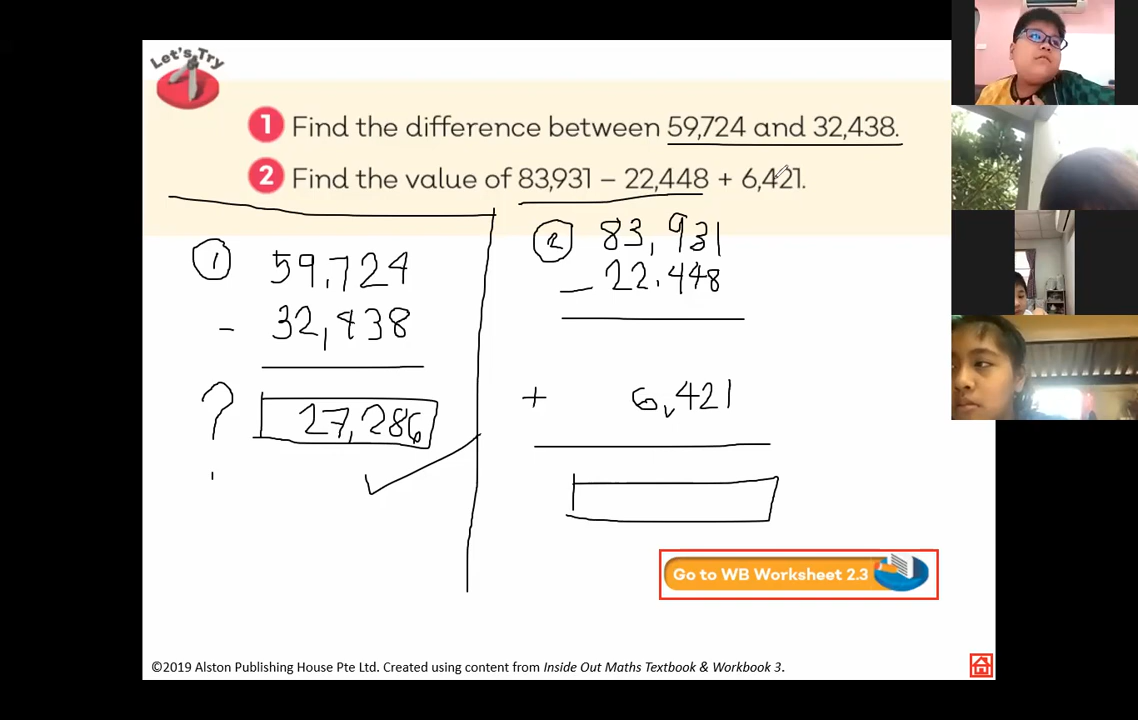 Let's Try
1 Find the difference between 59,724 and 32,438.
2 Find the value of 83,931 – 22,448 + 6,421.
1 59,724
- 32,438
? 27,286
2 83,931
- 22,448
+ 6,421
Go to WB Worksheet 2.3
©2019 Alston Publishing House Pte Ltd. Created using content from Inside Out Maths Textbook & Workbook 3.